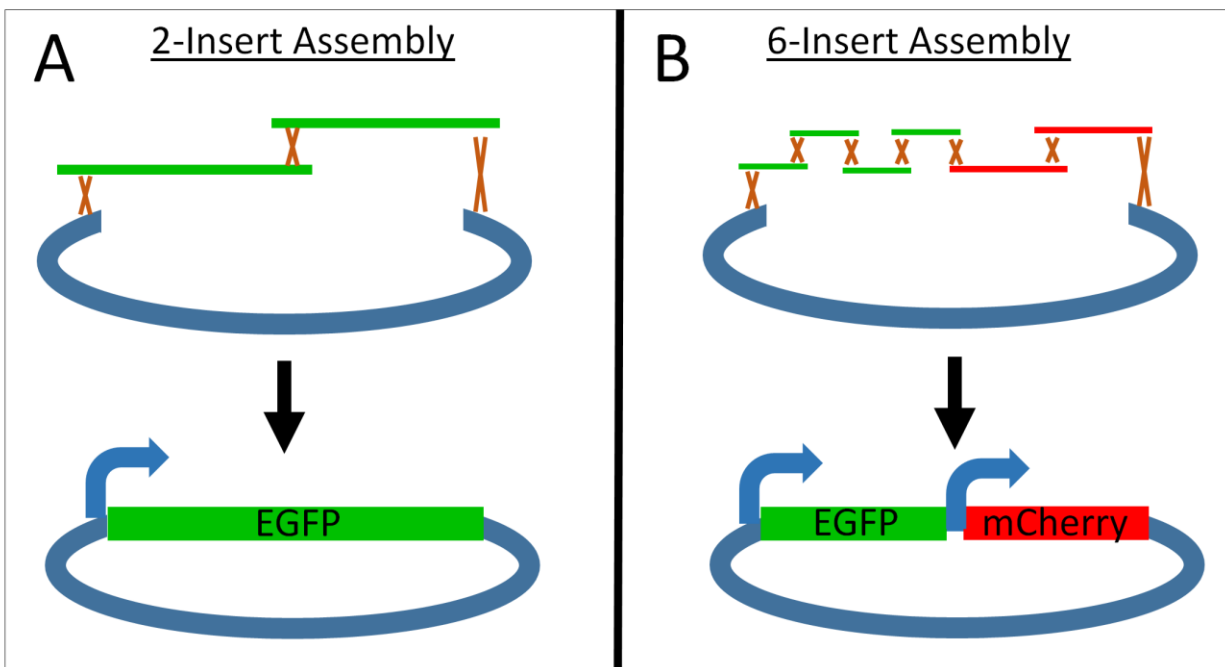 A
2-Insert Assembly
EGFP
B
6-Insert Assembly
EGFP
mCherry